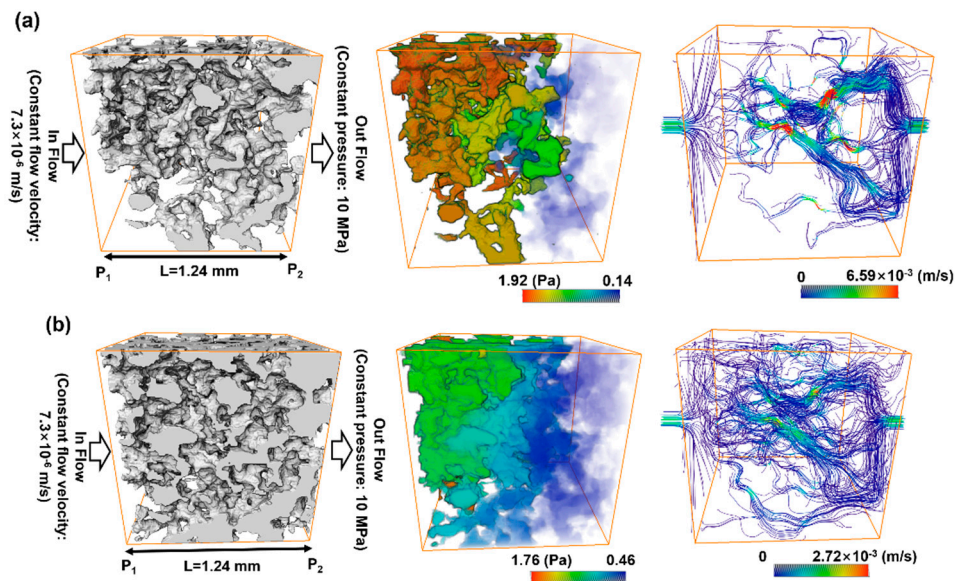 (a)
In Flow
(Constant flow velocity:
7.3×10⁻⁶ m/s)
Out Flow
(Constant pressure: 10 MPa)
P₁
L=1.24 mm
P₂
1.92 (Pa)
0.14
0
6.59×10⁻³ (m/s)
(b)
In Flow
(Constant flow velocity:
7.3×10⁻⁶ m/s)
Out Flow
(Constant pressure: 10 MPa)
P₁
L=1.24 mm
P₂
1.76 (Pa)
0.46
0
2.72×10⁻³ (m/s)